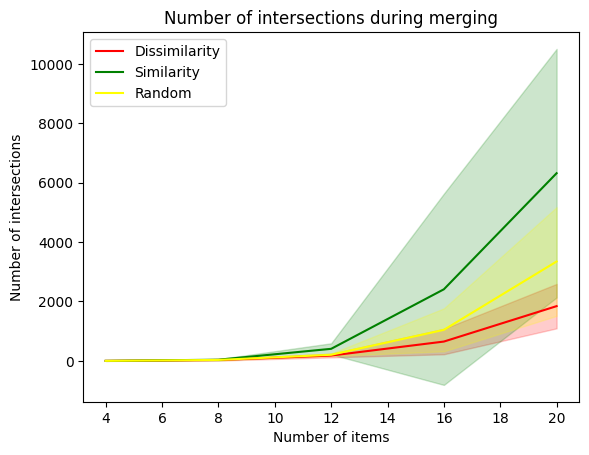 Number of intersections during merging
Dissimilarity
Similarity
Random
Number of intersections
10000
8000
6000
4000
2000
0
4 6 8 10 12 14 16 18 20
Number of items